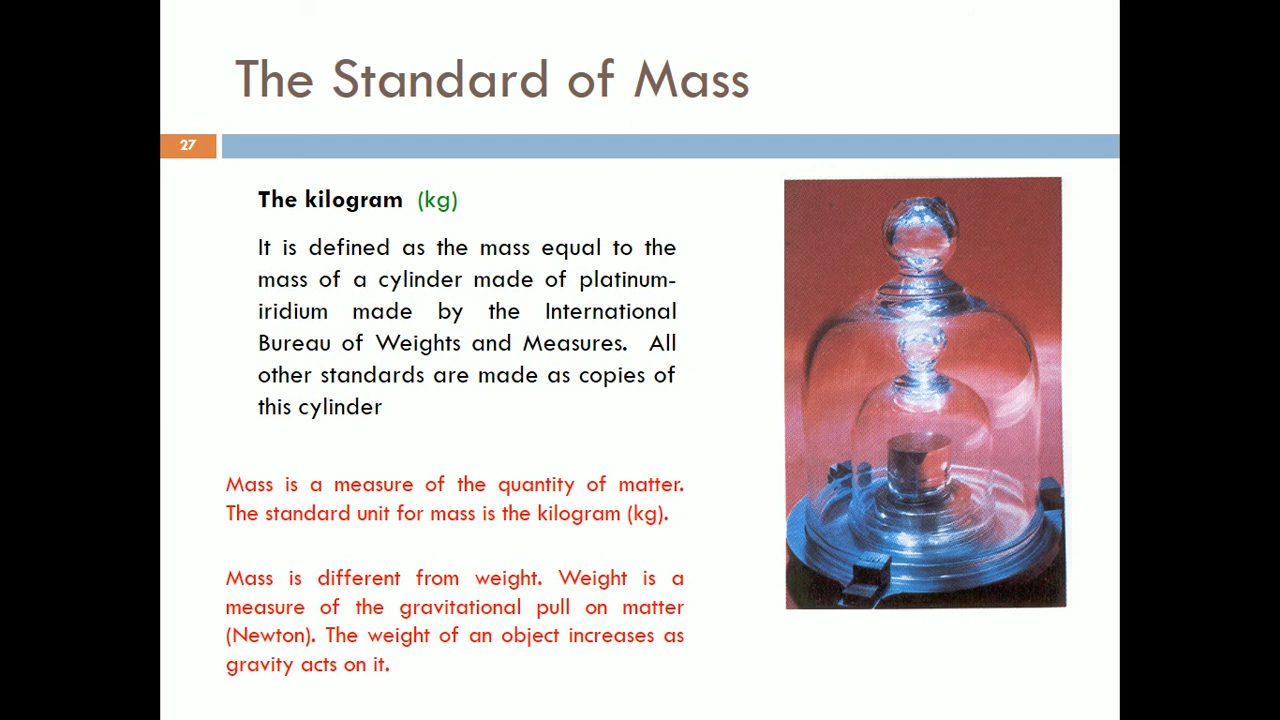 The Standard of Mass
27
The kilogram (kg)
It is defined as the mass equal to the
mass of a cylinder made of platinum-
iridium made by the International
Bureau of Weights and Measures. All
other standards are made as copies of
this cylinder
Mass is a measure of the quantity of matter.
The standard unit for mass is the kilogram (kg).
Mass is different from weight. Weight is a
measure of the gravitational pull on matter
(Newton). The weight of an object increases as
gravity acts on it.